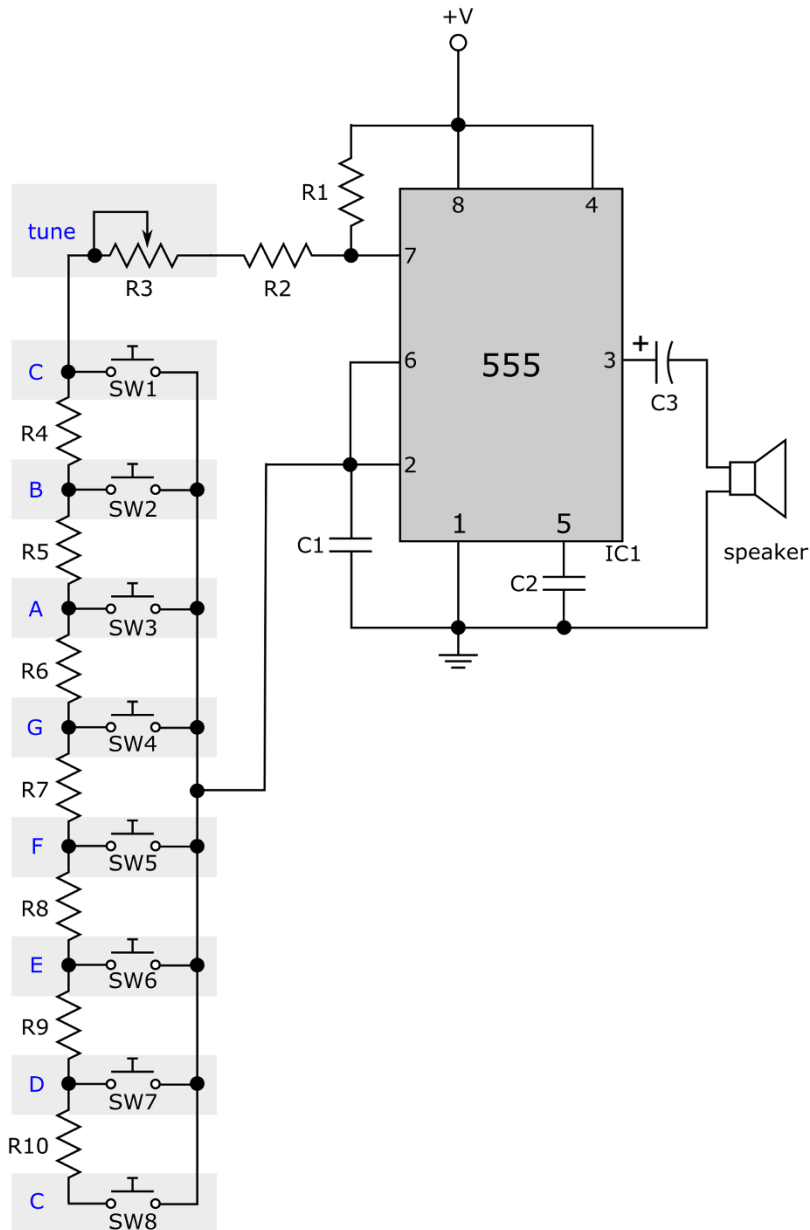 +V
R1
8
4
tune
7
R3
R2
C
SW1
6
555
3
+
C3
R4
B
SW2
2
R5
1
5
C1
IC1
speaker
C2
A
SW3
R6
G
SW4
R7
F
SW5
R8
E
SW6
R9
D
SW7
R10
C
SW8